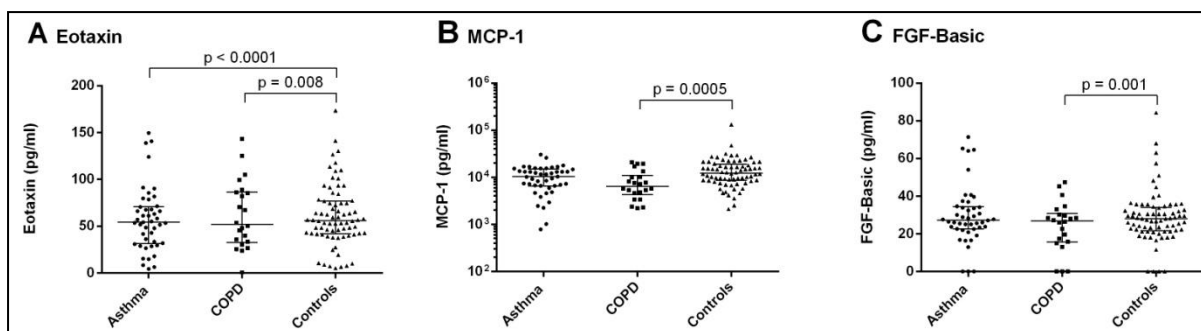 A Eotaxin
p < 0.0001
p = 0.008
Eotaxin (pg/ml)
200
150
100
50
0
Asthma
COPD
Controls
B MCP-1
p = 0.0005
MCP-1 (pg/ml)
10⁶
10⁵
10⁴
10³
10²
Asthma
COPD
Controls
C FGF-Basic
p = 0.001
FGF-Basic (pg/ml)
100
80
60
40
20
0
Asthma
COPD
Controls